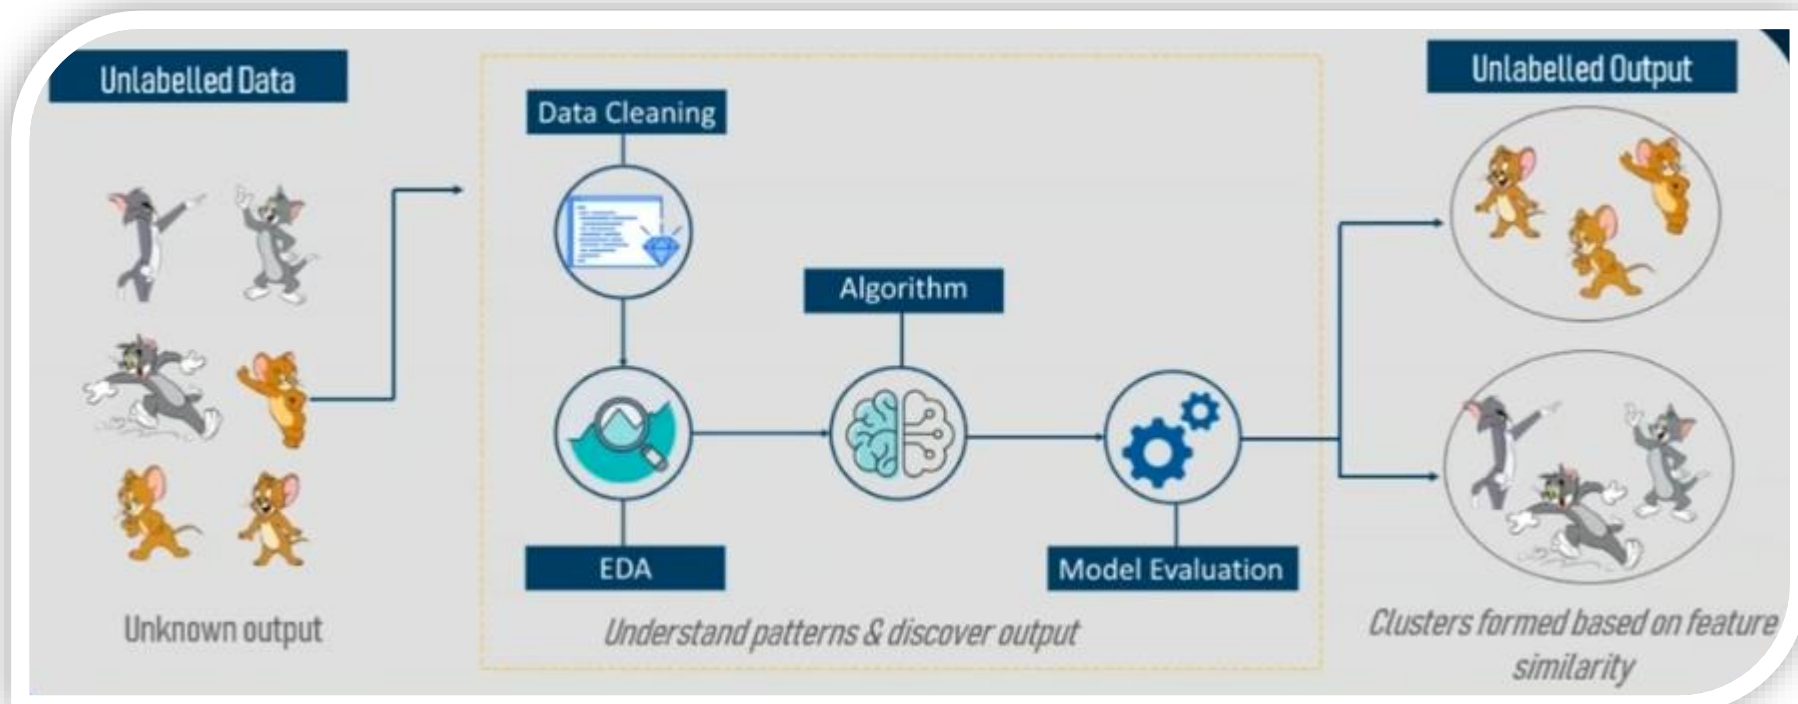 Unlabelled Data
Unknown output
Data Cleaning
EDA
Algorithm
Model Evaluation
Understand patterns & discover output
Unlabelled Output
Clusters formed based on feature
similarity